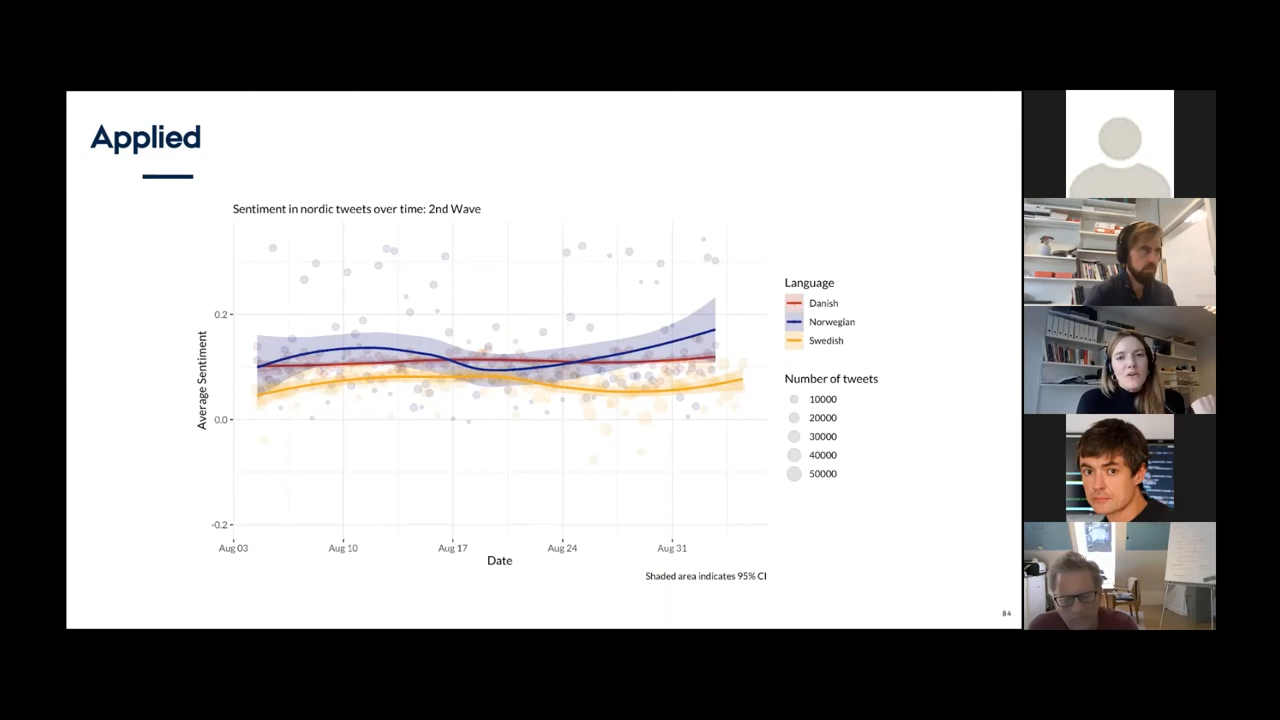 Applied
Sentiment in nordic tweets over time: 2nd Wave
Average Sentiment
0.2
0.0
-0.2
Aug 03
Aug 10
Aug 17
Aug 24
Aug 31
Date
Shaded area indicates 95% CI
Language
Danish
Norwegian
Swedish
Number of tweets
10000
20000
30000
40000
50000
84